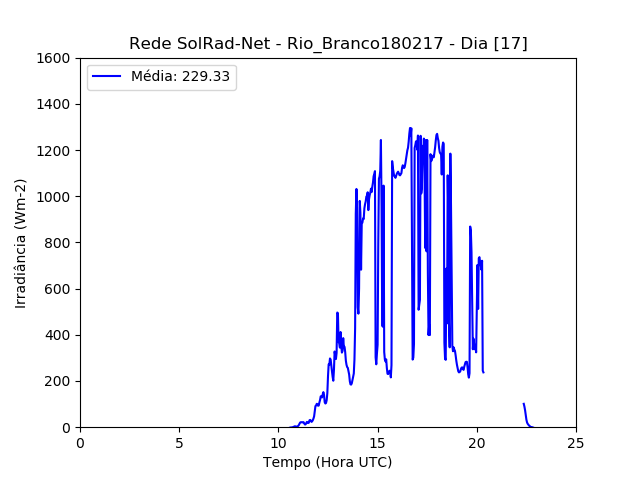 Rede SolRad-Net - Rio_Branco180217 - Dia [17]
Média: 229.33
Irradiância (Wm-2)
1600
1400
1200
1000
800
600
400
200
0
0 5 10 15 20 25
Tempo (Hora UTC)